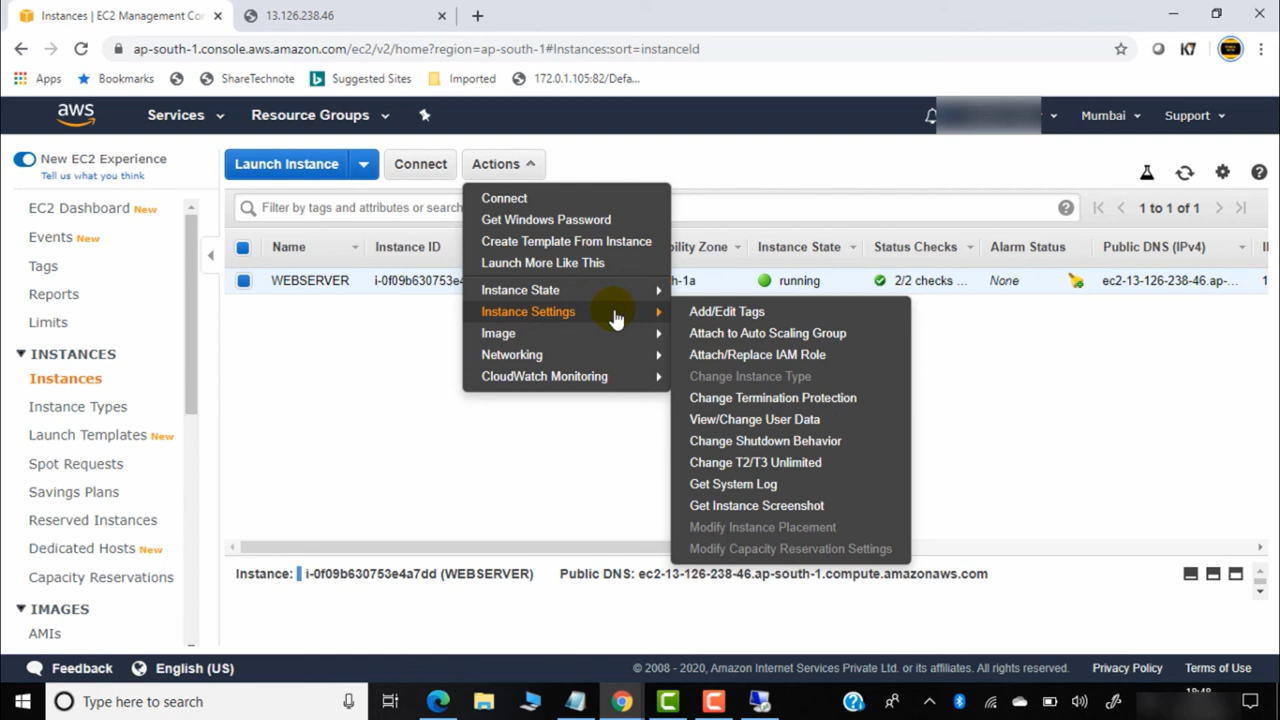 Instances | EC2 Management Con
13.126.238.46
ap-south-1.console.aws.amazon.com/ec2/v2/home?region=ap-south-1#Instances:sort=instanceId
K7
Apps
Bookmarks
ShareTechnote
Suggested Sites
Imported
172.0.1.105:82/Defa...
aws
Services
Resource Groups
Mumbai
Support
New EC2 Experience
Tell us what you think
EC2 Dashboard New
Events New
Tags
Reports
Limits
INSTANCES
Instances
Instance Types
Launch Templates New
Spot Requests
Savings Plans
Reserved Instances
Dedicated Hosts New
Capacity Reservations
IMAGES
AMIs
Launch Instance
Connect
Actions
Filter by tags and attributes or search
1 to 1 of 1
Name
Instance ID
bility Zone
Instance State
Status Checks
Alarm Status
Public DNS (IPv4)
WEBSERVER
i-0f09b630753e4
th-1a
running
2/2 checks ...
None
ec2-13-126-238-46.ap-...
Connect
Get Windows Password
Create Template From Instance
Launch More Like This
Instance State
Instance Settings
Image
Networking
CloudWatch Monitoring
Add/Edit Tags
Attach to Auto Scaling Group
Attach/Replace IAM Role
Change Instance Type
Change Termination Protection
View/Change User Data
Change Shutdown Behavior
Change T2/T3 Unlimited
Get System Log
Get Instance Screenshot
Modify Instance Placement
Modify Capacity Reservation Settings
Instance: i-0f09b630753e4a7dd (WEBSERVER) Public DNS: ec2-13-126-238-46.ap-south-1.compute.amazonaws.com
Feedback
English (US)
© 2008 - 2020, Amazon Internet Services Private Ltd. or its affiliates. All rights reserved.
Privacy Policy
Terms of Use
Type here to search